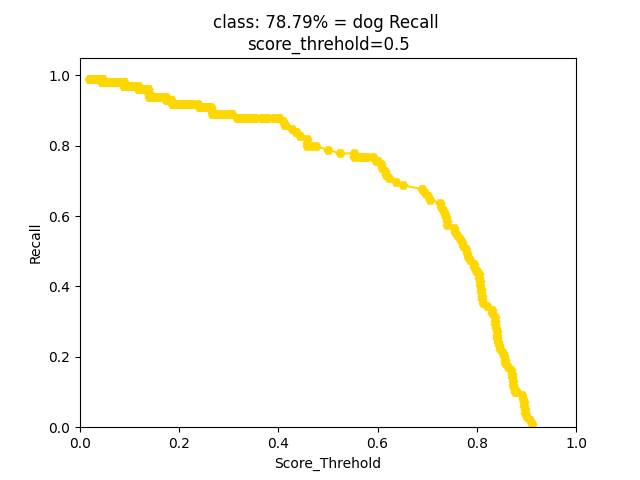 class: 78.79% = dog Recall
score_threhold=0.5
1.0
0.8
0.6
0.4
0.2
0.0
Recall
0.0 0.2 0.4 0.6 0.8 1.0
Score_Threhold